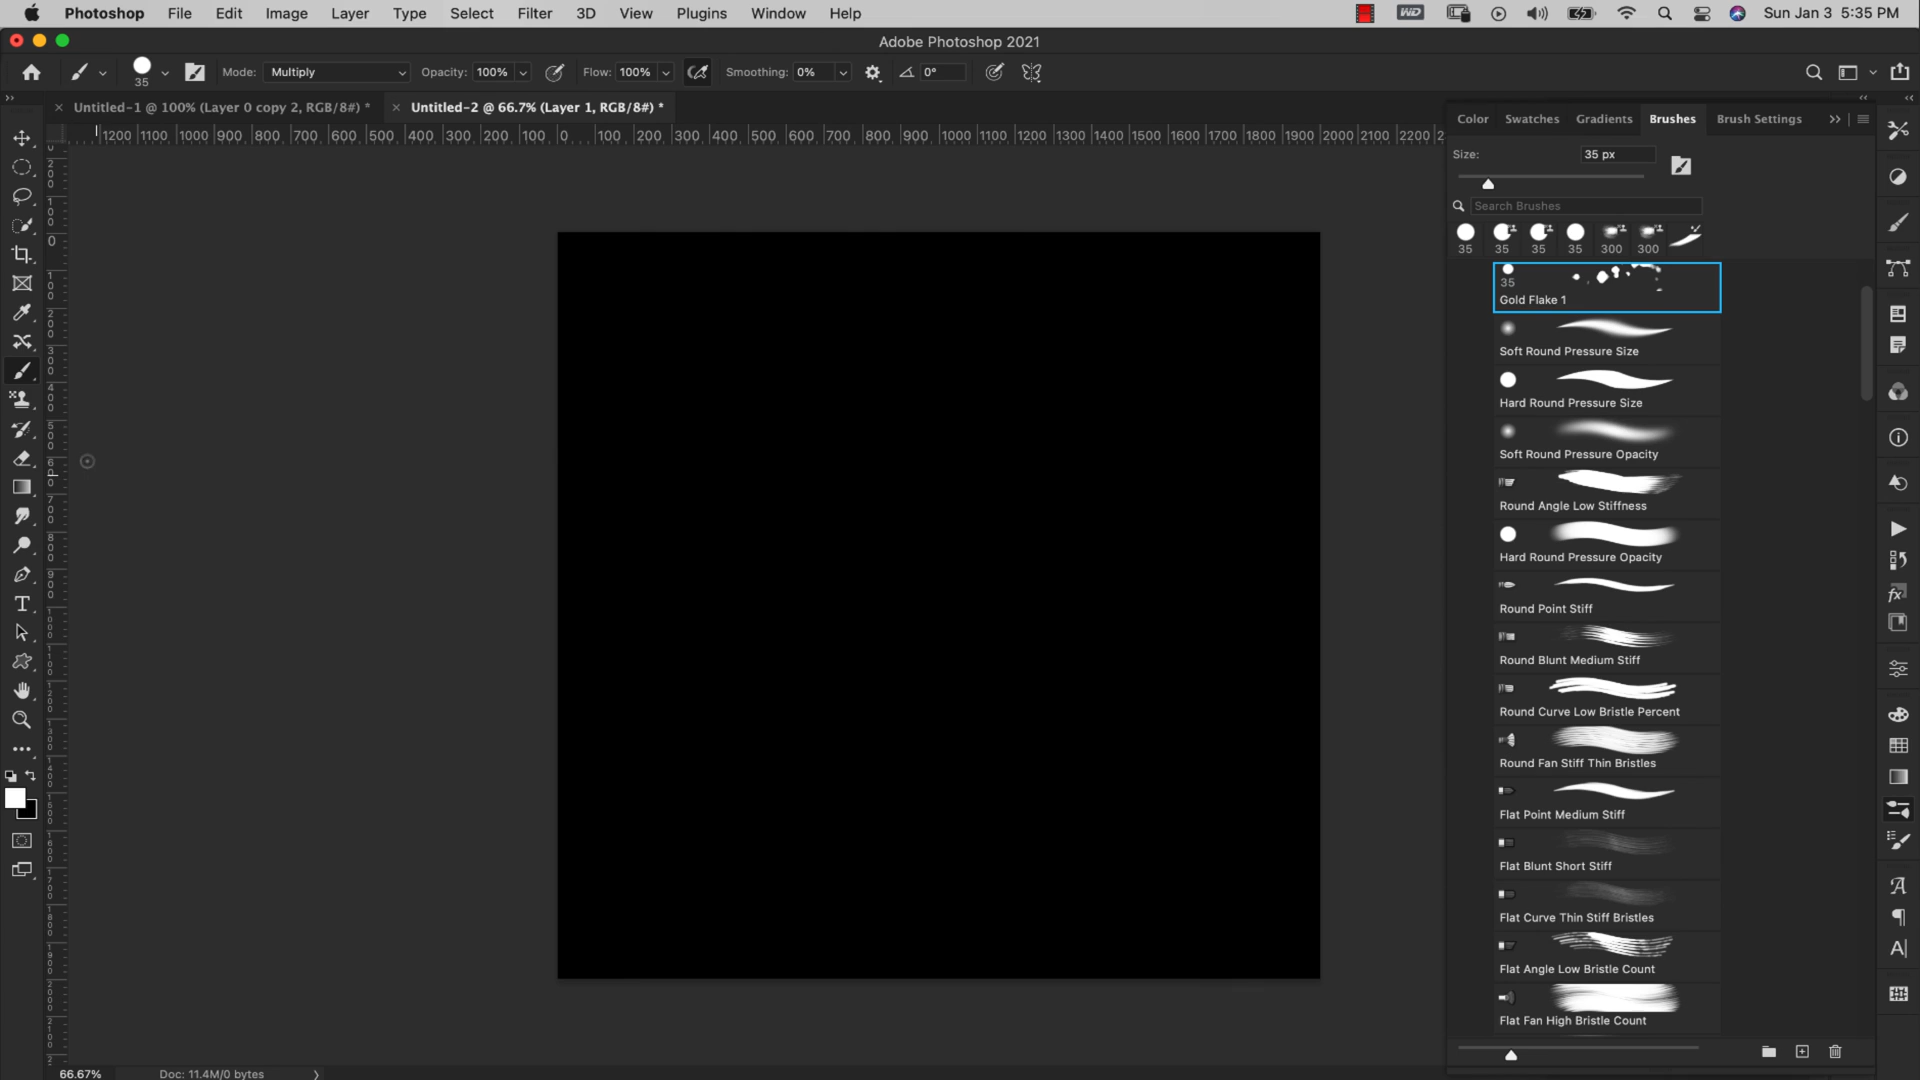 Photoshop File Edit Image Layer Type Select Filter 3D View Plugins Window Help Sun Jan 3 5:35 PM
Adobe Photoshop 2021
35 Mode: Multiply Opacity: 100% Flow: 100% Smoothing: 0% 0°
Untitled-1 @ 100% (Layer 0 copy 2, RGB/8#) * Untitled-2 @ 66.7% (Layer 1, RGB/8#) *
1200 1100 1000 900 800 700 600 500 400 300 200 100 0 100 200 300 400 500 600 700 800 900 1000 1100 1200 1300 1400 1500 1600 1700 1800 1900 2000 2100 2200
Color Swatches Gradients Brushes Brush Settings
Size: 35 px
Search Brushes
35 35 35 35 300 300
35
Gold Flake 1
Soft Round Pressure Size
Hard Round Pressure Size
Soft Round Pressure Opacity
Round Angle Low Stiffness
Hard Round Pressure Opacity
Round Point Stiff
Round Blunt Medium Stiff
Round Curve Low Bristle Percent
Round Fan Stiff Thin Bristles
Flat Point Medium Stiff
Flat Blunt Short Stiff
Flat Curve Thin Stiff Bristles
Flat Angle Low Bristle Count
Flat Fan High Bristle Count
66.67% Doc: 11.4M/0 bytes